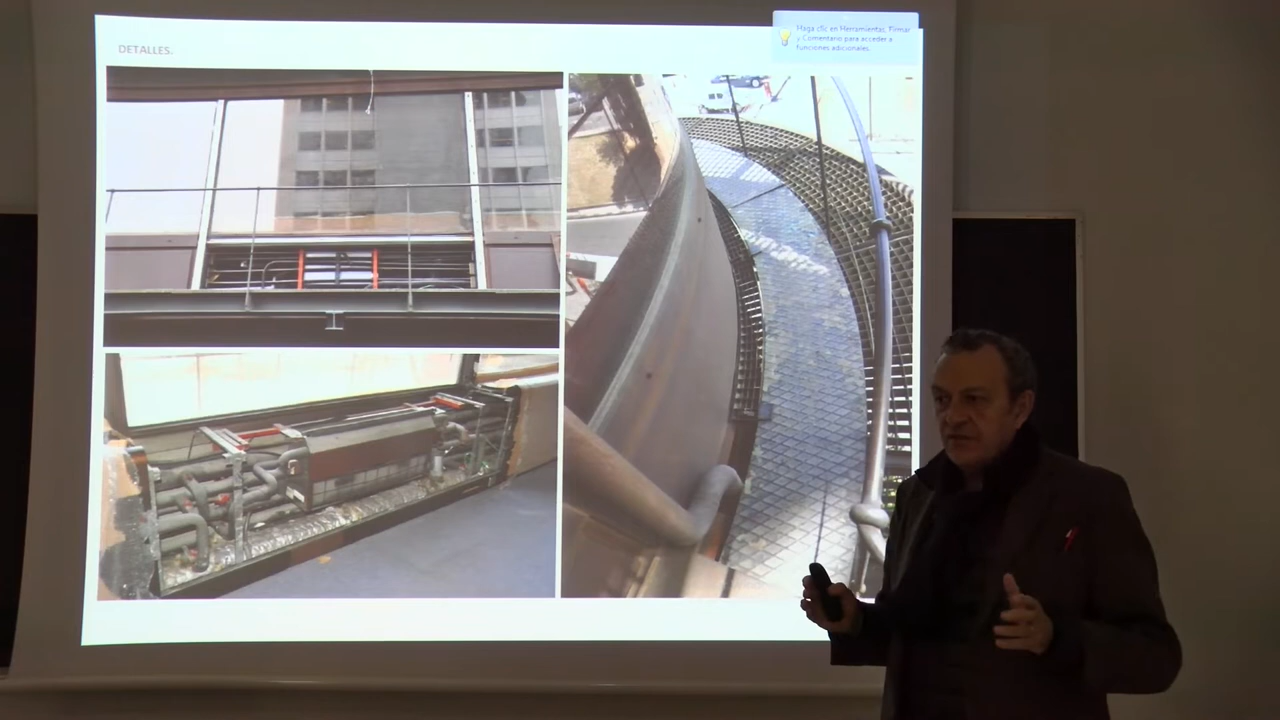 DETALLES.
Haga clic en Herramientas, Firmar
y Comentario para acceder a
funciones adicionales.